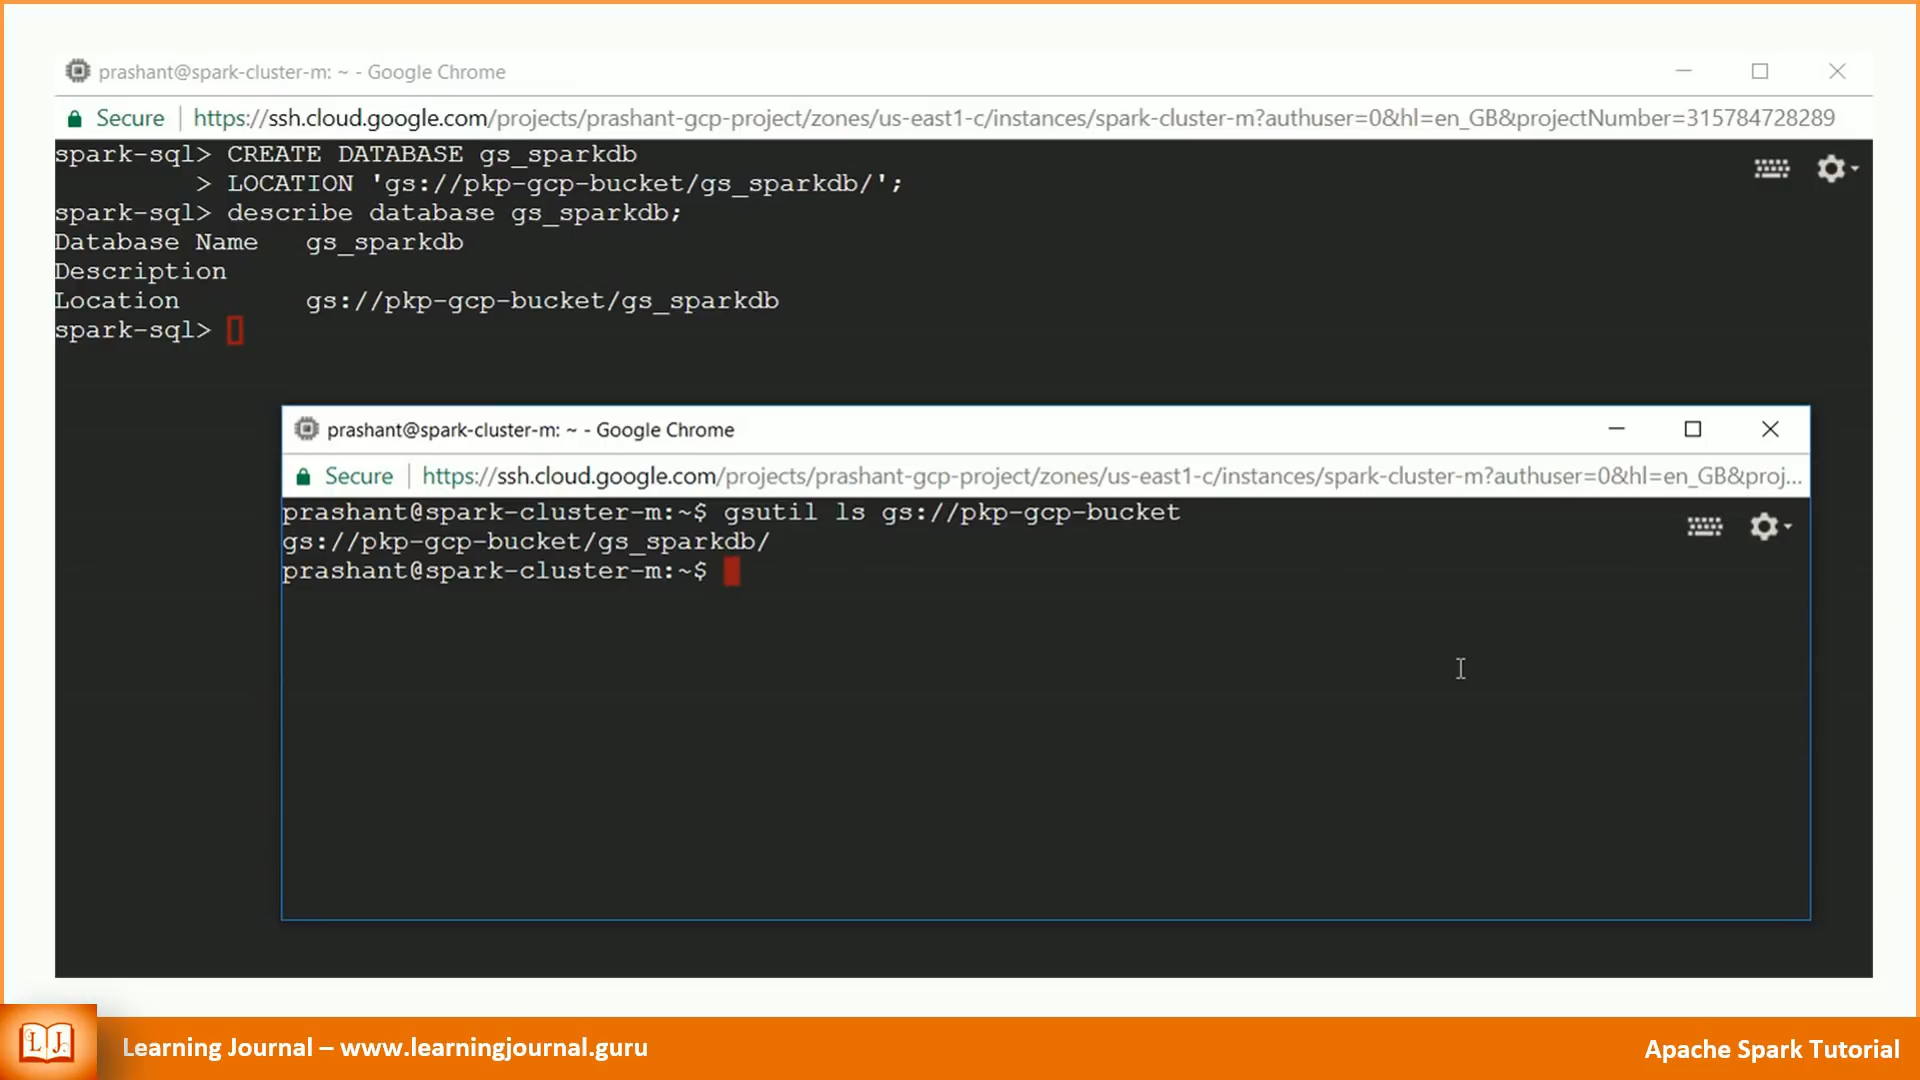 prashant@spark-cluster-m: ~ - Google Chrome
Secure | https://ssh.cloud.google.com/projects/prashant-gcp-project/zones/us-east1-c/instances/spark-cluster-m?authuser=0&hl=en_GB&projectNumber=315784728289
spark-sql> CREATE DATABASE gs_sparkdb
> LOCATION 'gs://pkp-gcp-bucket/gs_sparkdb/';
spark-sql> describe database gs_sparkdb;
Database Name gs_sparkdb
Description
Location gs://pkp-gcp-bucket/gs_sparkdb
spark-sql>
prashant@spark-cluster-m: ~ - Google Chrome
Secure | https://ssh.cloud.google.com/projects/prashant-gcp-project/zones/us-east1-c/instances/spark-cluster-m?authuser=0&hl=en_GB&proj...
prashant@spark-cluster-m:~$ gsutil ls gs://pkp-gcp-bucket
gs://pkp-gcp-bucket/gs_sparkdb/
prashant@spark-cluster-m:~$
LJ
Learning Journal – www.learningjournal.guru
Apache Spark Tutorial